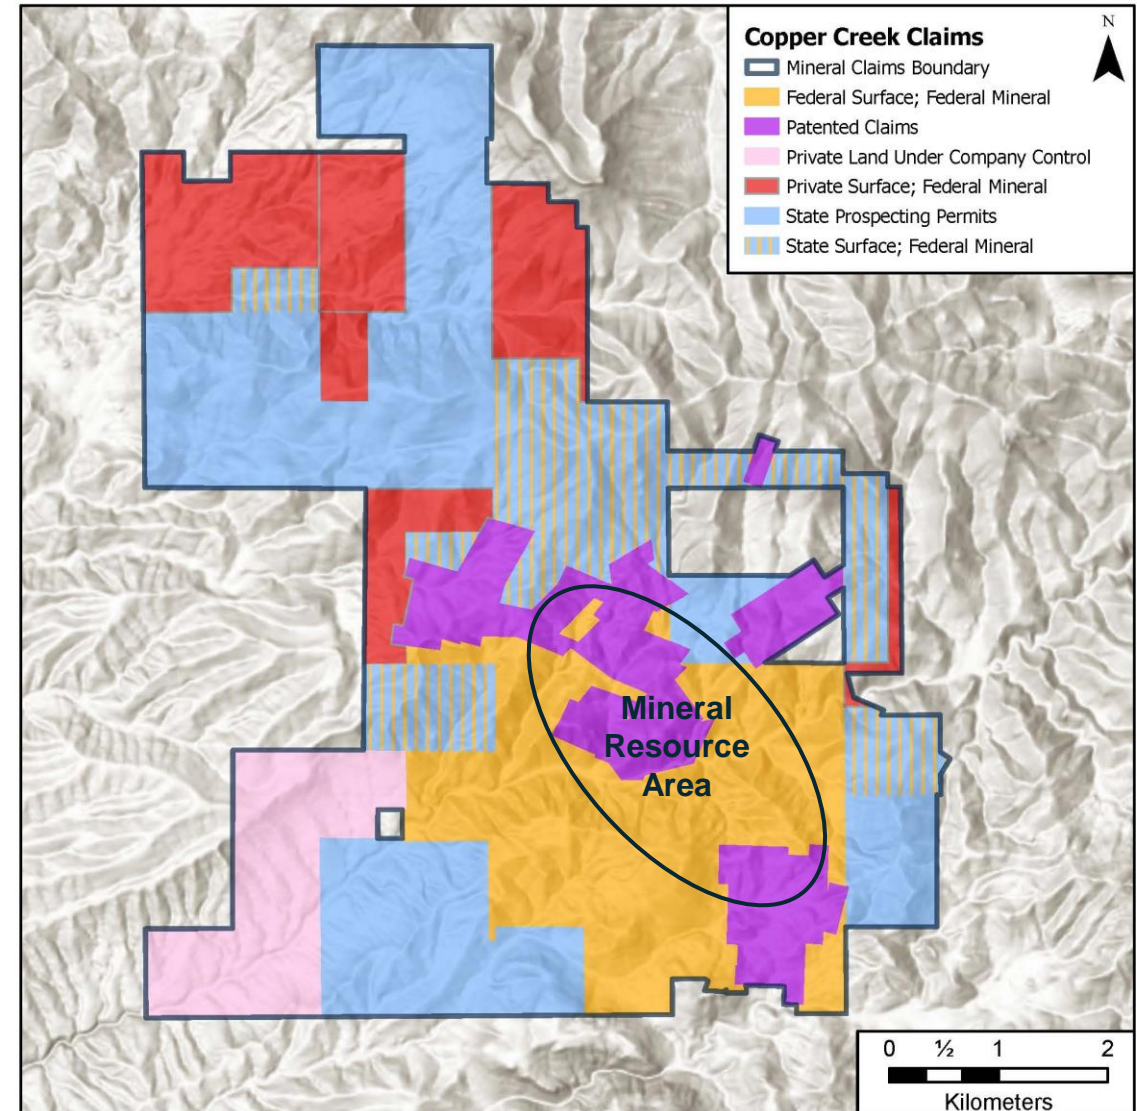 N
Copper Creek Claims
Mineral Claims Boundary
Federal Surface; Federal Mineral
Patented Claims
Private Land Under Company Control
Private Surface; Federal Mineral
State Prospecting Permits
State Surface; Federal Mineral
Mineral
Resource
Area
0 ½ 1 2
Kilometers